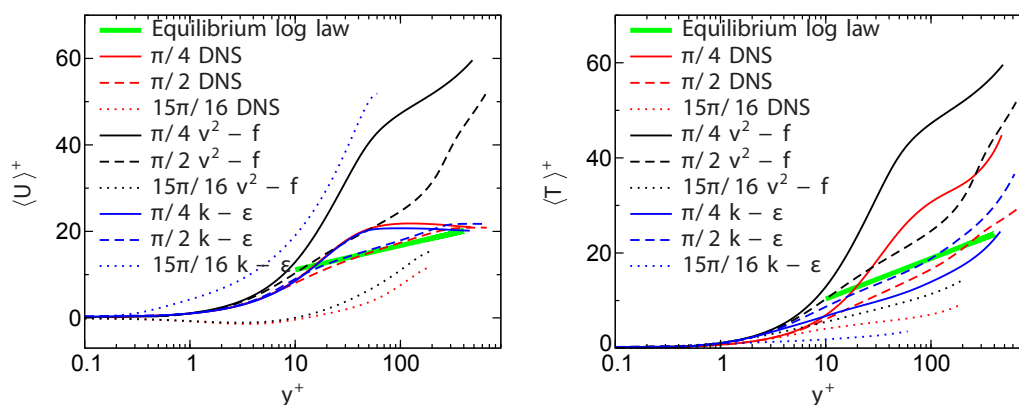 60
40
20
0
0.1
1
10
100
y⁺
⟨U⟩⁺
Equilibrium log law
π/ 4 DNS
π/ 2 DNS
15π/ 16 DNS
π/ 4 v² − f
π/ 2 v² − f
15π/ 16 v² − f
π/ 4 k − ε
π/ 2 k − ε
15π/ 16 k − ε
60
40
20
0
0.1
1
10
100
y⁺
⟨T⟩⁺
Equilibrium log law
π/ 4 DNS
π/ 2 DNS
15π/ 16 DNS
π/ 4 v² − f
π/ 2 v² − f
15π/ 16 v² − f
π/ 4 k − ε
π/ 2 k − ε
15π/ 16 k − ε